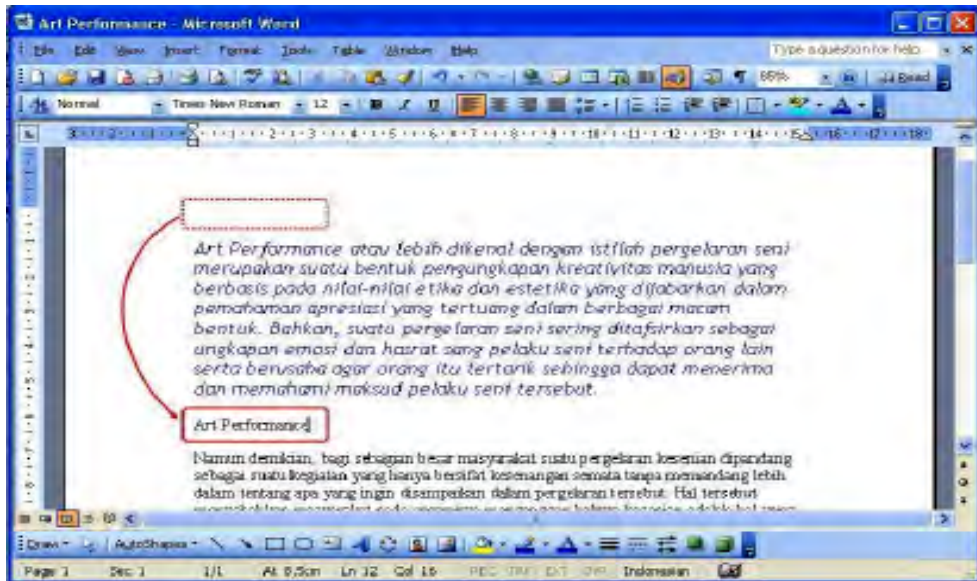 Art Performance - Microsoft Word
File Edit View Insert Format Tools Table Window Help Type a question for help
Read
Normal Times New Roman 12
Art Performance atau lebih dikenal dengan istilah pergelaran seni
merupakan suatu bentuk pengungkapan kreativitas manusia yang
berbasis pada nilai-nilai etika dan estetika yang dijabarkan dalam
pemahaman apresiasi yang tertuang dalam berbagai macam
bentuk. Bahkan, suatu pergelaran seni sering ditafsirkan sebagai
ungkapan emosi dan hasrat sang pelaku seni terhadap orang lain
serta berusaha agar orang itu tertarik sehingga dapat menerima
dan memahami maksud pelaku seni tersebut.
Art Performance
Namun demikian, bagi sebagian besar masyarakat suatu pergelaran kesenian dipandang
sebagai suatu kegiatan yang hanya bersifat kesenangan semata tanpa memandang lebih
dalam tentang apa yang ingin disampaikan dalam pergelaran tersebut. Hal tersebut
Draw AutoShapes
Page 1 Sec 1 1/1 At 8,5cm Ln 12 Col 16 REC TRK EXT OVR Indonesian